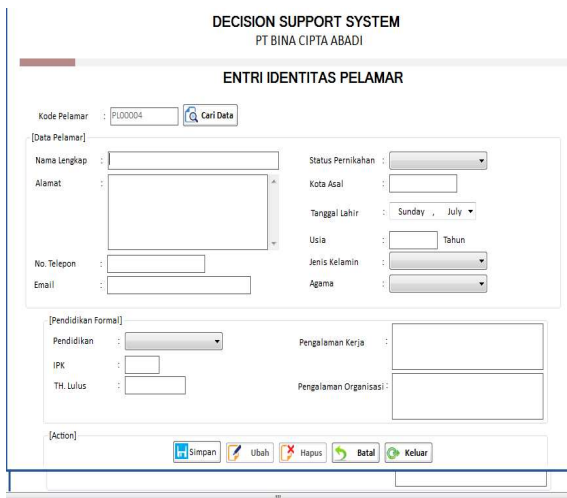 DECISION SUPPORT SYSTEM
PT BINA CIPTA ABADI
ENTRI IDENTITAS PELAMAR
Kode Pelamar : PL00004 Cari Data
[Data Pelamar]
Nama Lengkap : Status Pernikahan :
Alamat : Kota Asal :
Tanggal Lahir : Sunday , July
Usia : Tahun
No. Telepon : Jenis Kelamin :
Email : Agama :
[Pendidikan Formal]
Pendidikan : Pengalaman Kerja :
IPK :
TH. Lulus : Pengalaman Organisasi :
[Action]
Simpan Ubah Hapus Batal Keluar